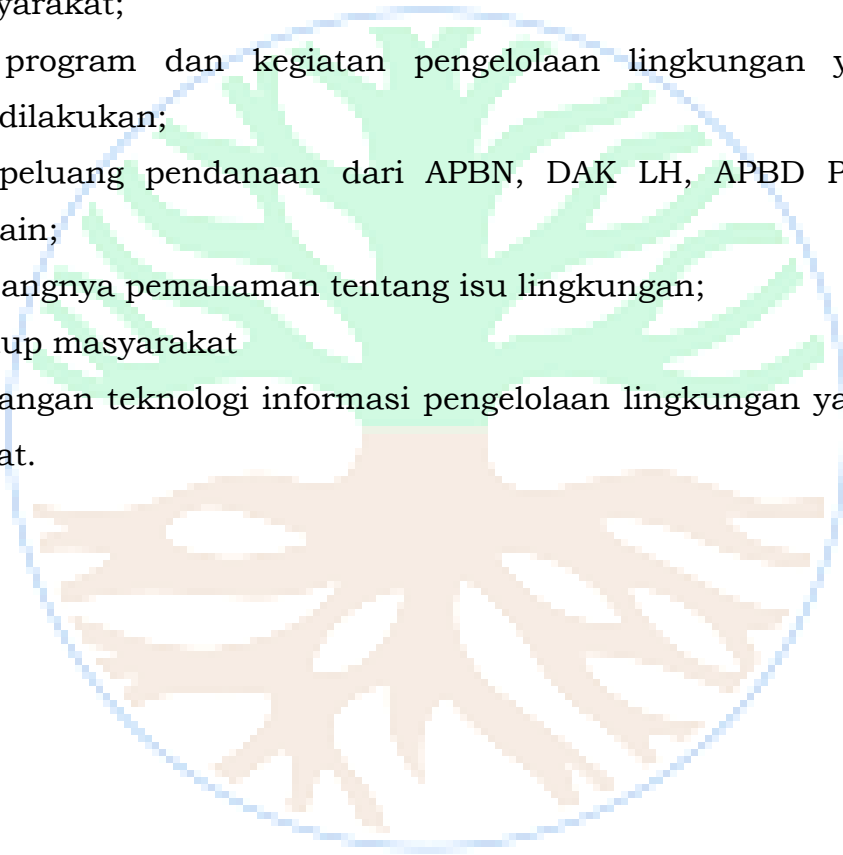 yarakat;
program dan kegiatan pengelolaan lingkungan y
dilakukan;
peluang pendanaan dari APBN, DAK LH, APBD P
ain;
angnya pemahaman tentang isu lingkungan;
up masyarakat
angan teknologi informasi pengelolaan lingkungan ya
at.